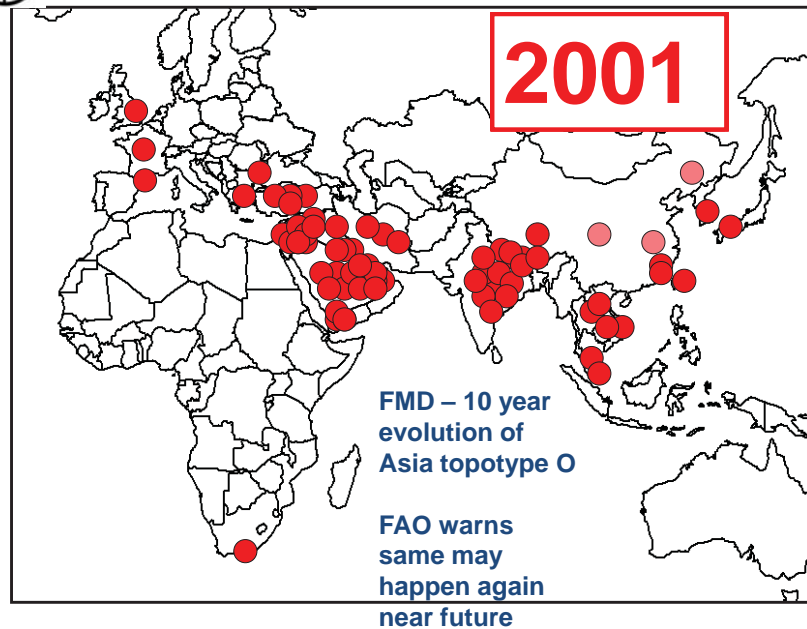 2001
FMD – 10 year
evolution of
Asia topotype O
FAO warns
same may
happen again
near future